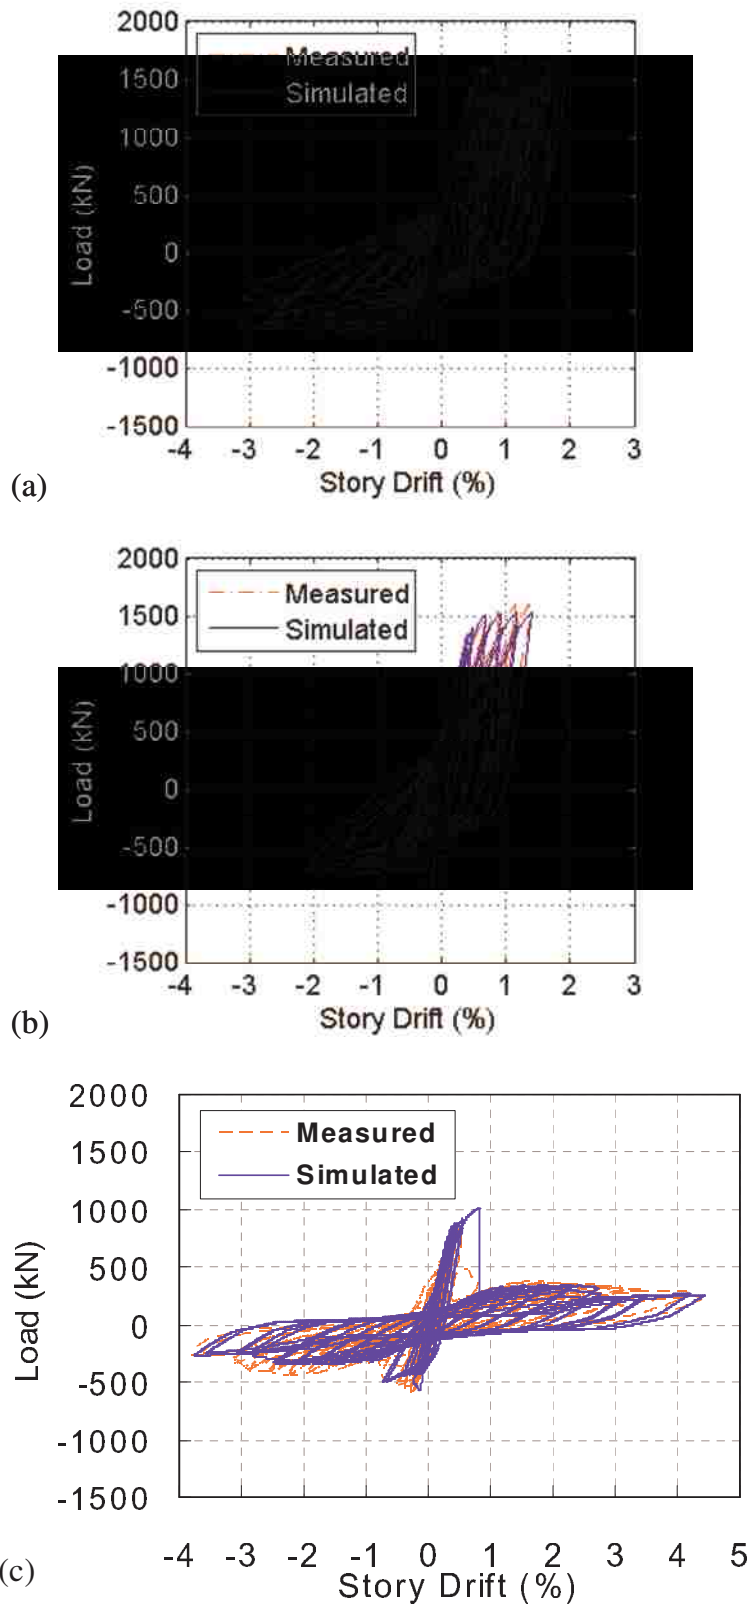 2000
Measured
1500
Simulated
1000
500
Load (kN)
0
-500
-1000
-1500
-4 -3 -2 -1 0 1 2 3
(a)
Story Drift (%)
2000
Measured
1500
Simulated
1000
500
Load (kN)
0
-500
-1000
-1500
-4 -3 -2 -1 0 1 2 3
(b)
Story Drift (%)
2000
Measured
1500
Simulated
1000
500
Load (kN)
0
-500
-1000
-1500
-4 -3 -2 -1 0 1 2 3 4 5
(c)
Story Drift (%)